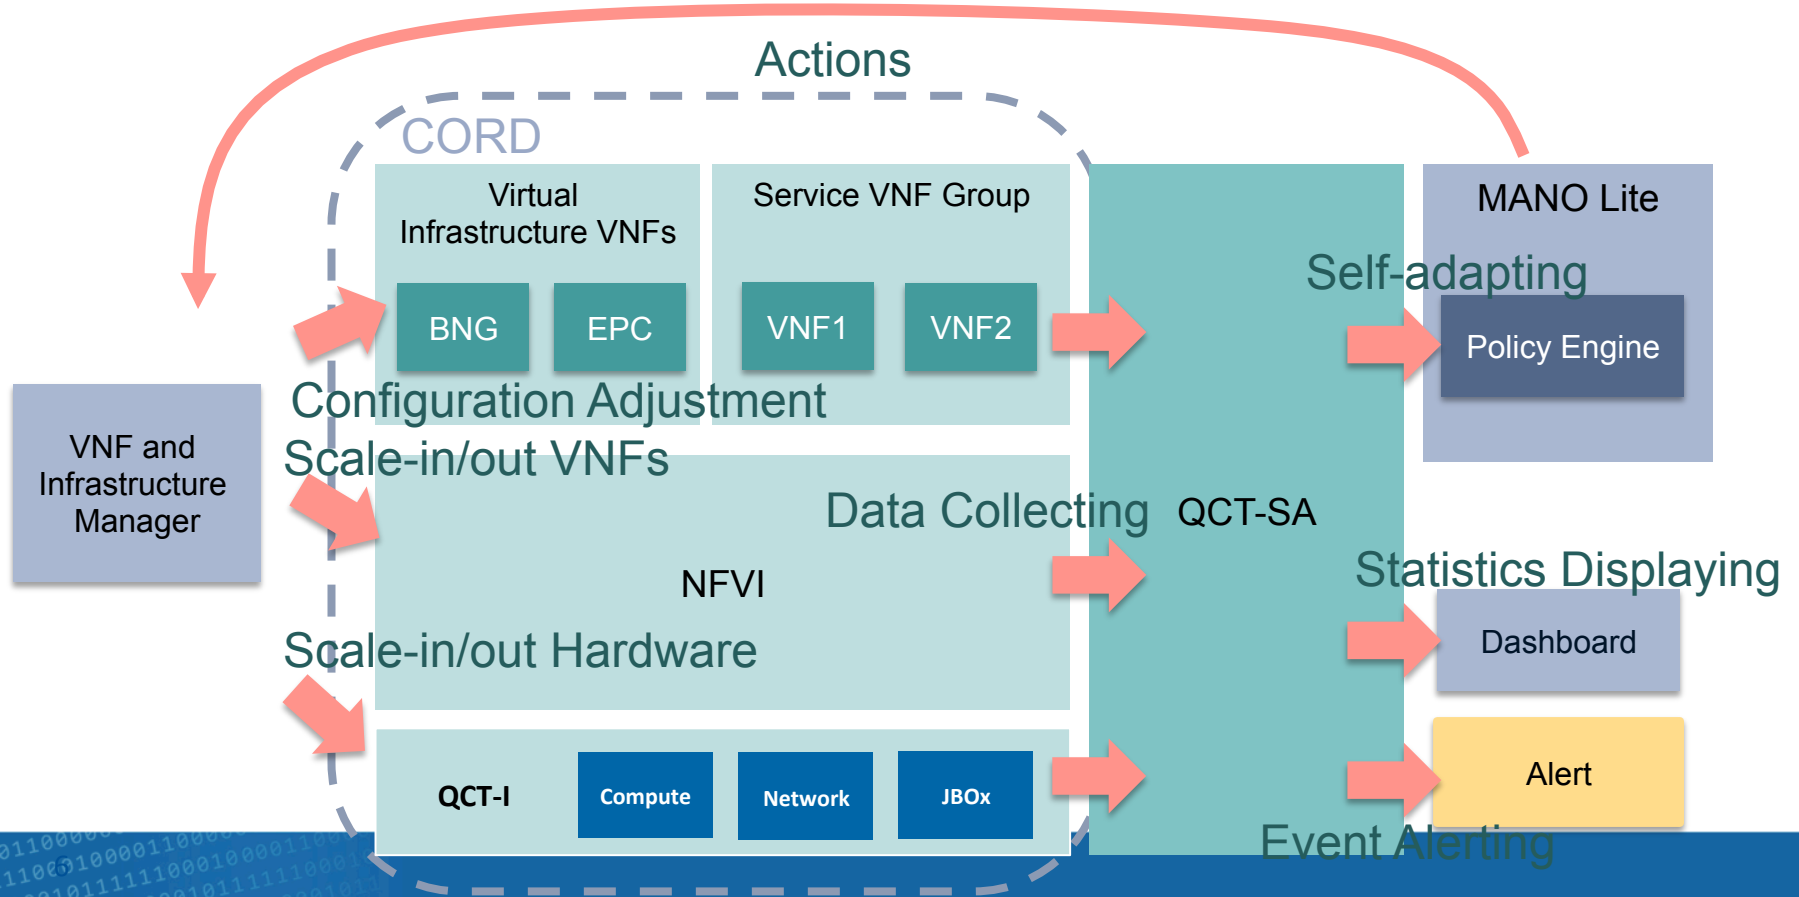 Actions
CORD
Virtual
Infrastructure VNFs
Service VNF Group
MANO Lite
BNG
EPC
VNF1
VNF2
Self-adapting
Policy Engine
Configuration Adjustment
VNF and
Infrastructure
Manager
Scale-in/out VNFs
Data Collecting
QCT-SA
NFVI
Statistics Displaying
Dashboard
Scale-in/out Hardware
QCT-I
Compute
Network
JBOx
Alert
Event Alerting
6